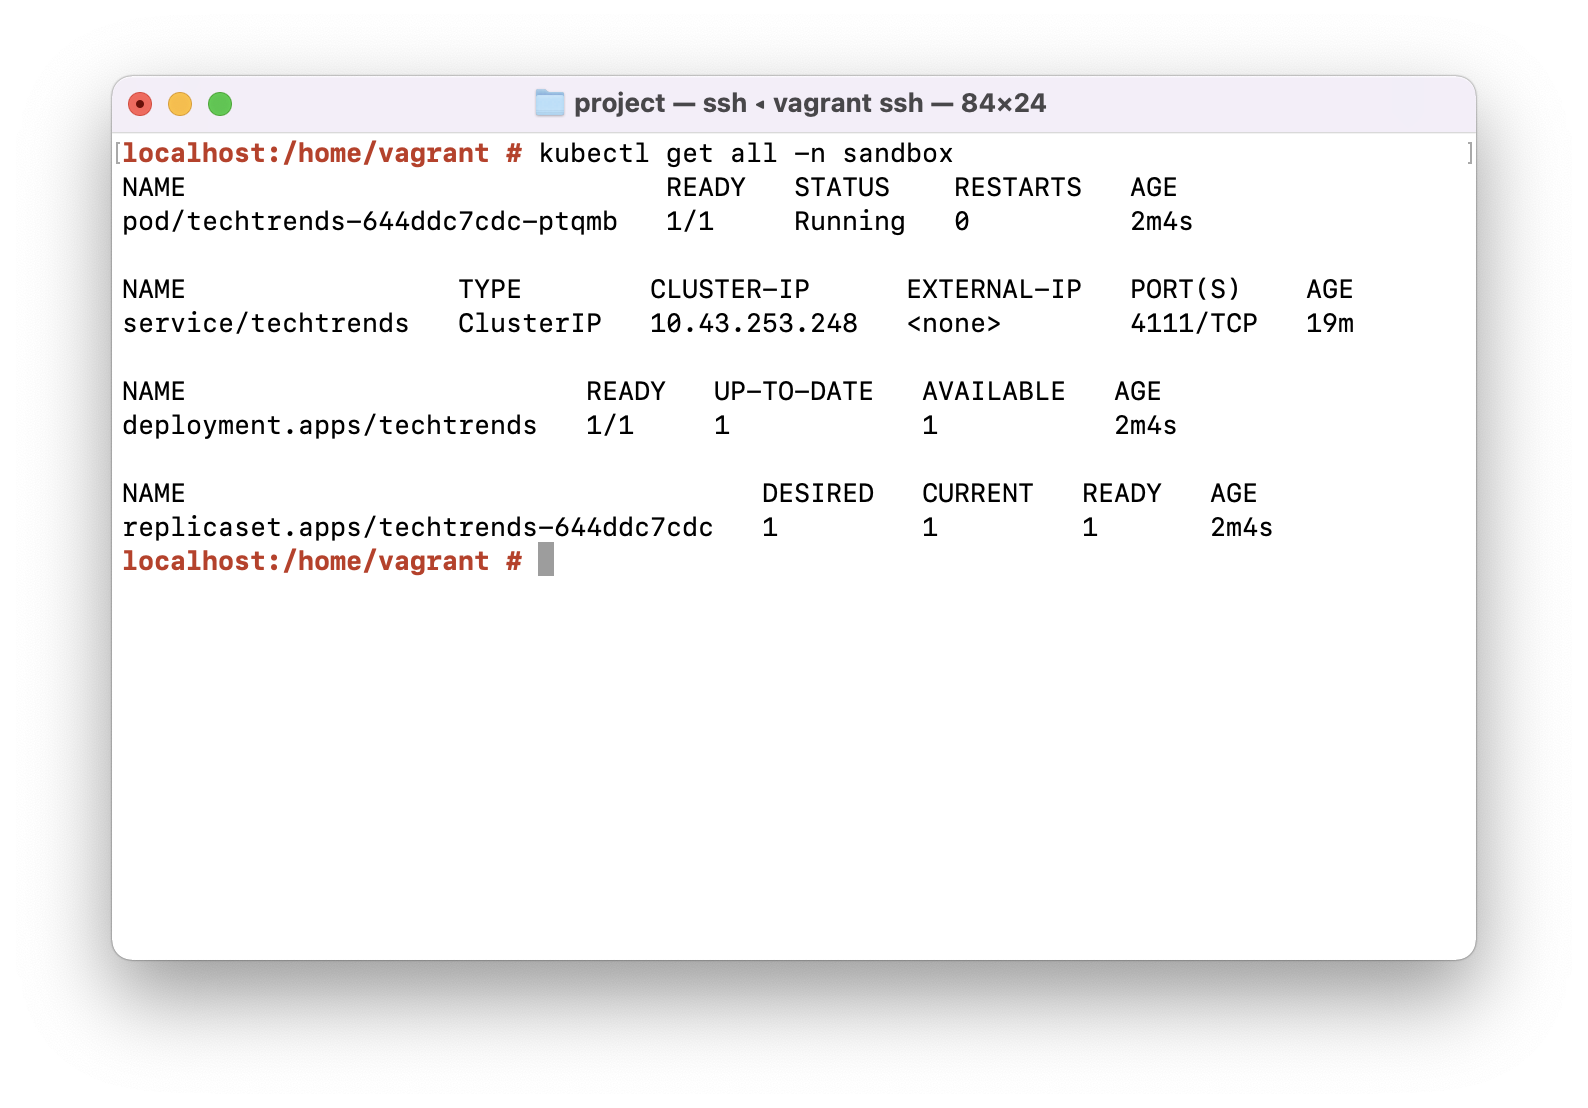 project — ssh ◂ vagrant ssh — 84×24
[localhost:/home/vagrant # kubectl get all -n sandbox ]
NAME READY STATUS RESTARTS AGE
pod/techtrends-644ddc7cdc-ptqmb 1/1 Running 0 2m4s
NAME TYPE CLUSTER-IP EXTERNAL-IP PORT(S) AGE
service/techtrends ClusterIP 10.43.253.248 <none> 4111/TCP 19m
NAME READY UP-TO-DATE AVAILABLE AGE
deployment.apps/techtrends 1/1 1 1 2m4s
NAME DESIRED CURRENT READY AGE
replicaset.apps/techtrends-644ddc7cdc 1 1 1 2m4s
localhost:/home/vagrant #